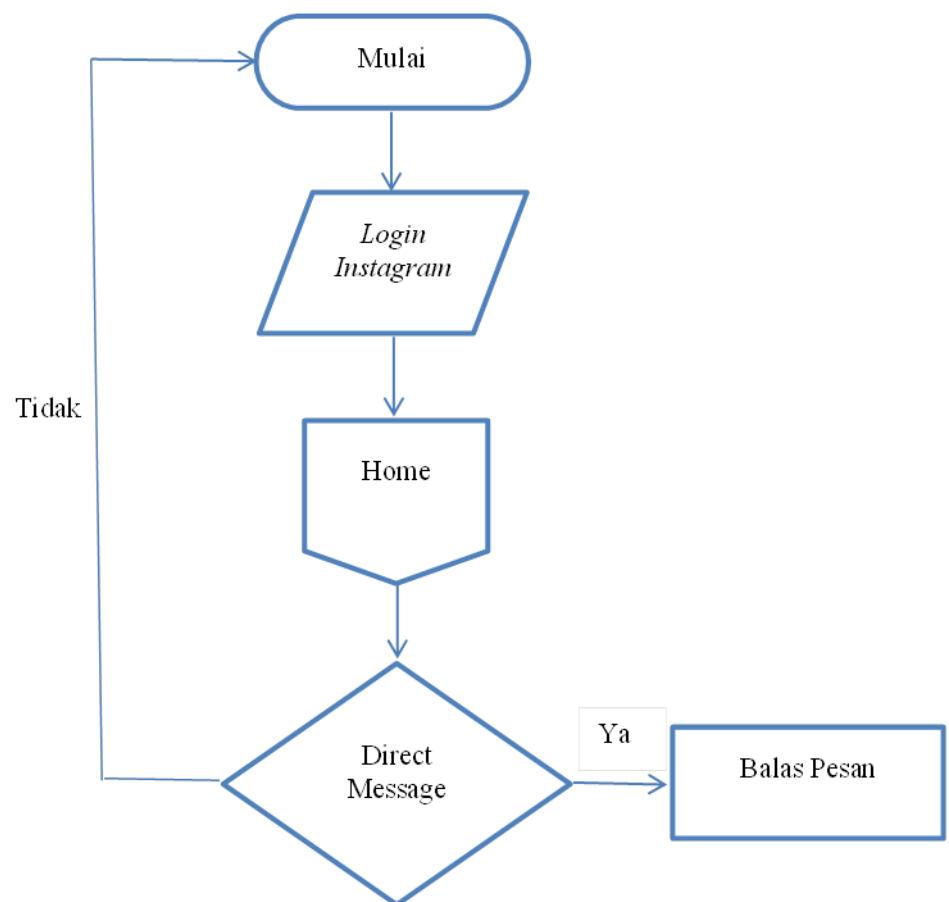 Mulai
Login
Instagram
Tidak
Home
Direct
Message
Ya
Balas Pesan